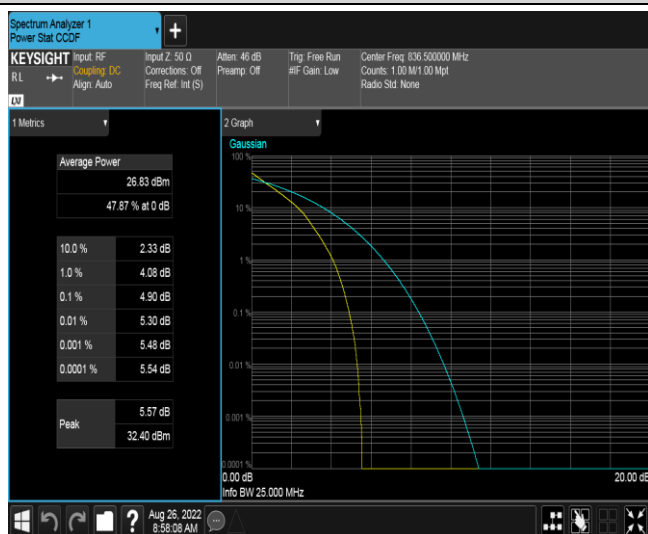 Spectrum Analyzer 1
Power Stat CCDF
KEYSIGHT
R L
LXI
Input: RF
Coupling: DC
Align: Auto
Input Z: 50 Ω
Corrections: Off
Freq Ref: Int (S)
Atten: 46 dB
Preamp: Off
Trig: Free Run
#IF Gain: Low
Center Freq: 836.500000 MHz
Counts: 1.00 M/1.00 Mpt
Radio Std: None
1 Metrics
Average Power
26.83 dBm
47.87 % at 0 dB
10.0 % 2.33 dB
1.0 % 4.08 dB
0.1 % 4.90 dB
0.01 % 5.30 dB
0.001 % 5.48 dB
0.0001 % 5.54 dB
Peak
5.57 dB
32.40 dBm
2 Graph
Gaussian
100 %
10 %
1 %
0.1 %
0.01 %
0.001 %
0.0001 %
0.00 dB 20.00 dB
Info BW 25.000 MHz
?
Aug 26, 2022
8:58:08 AM